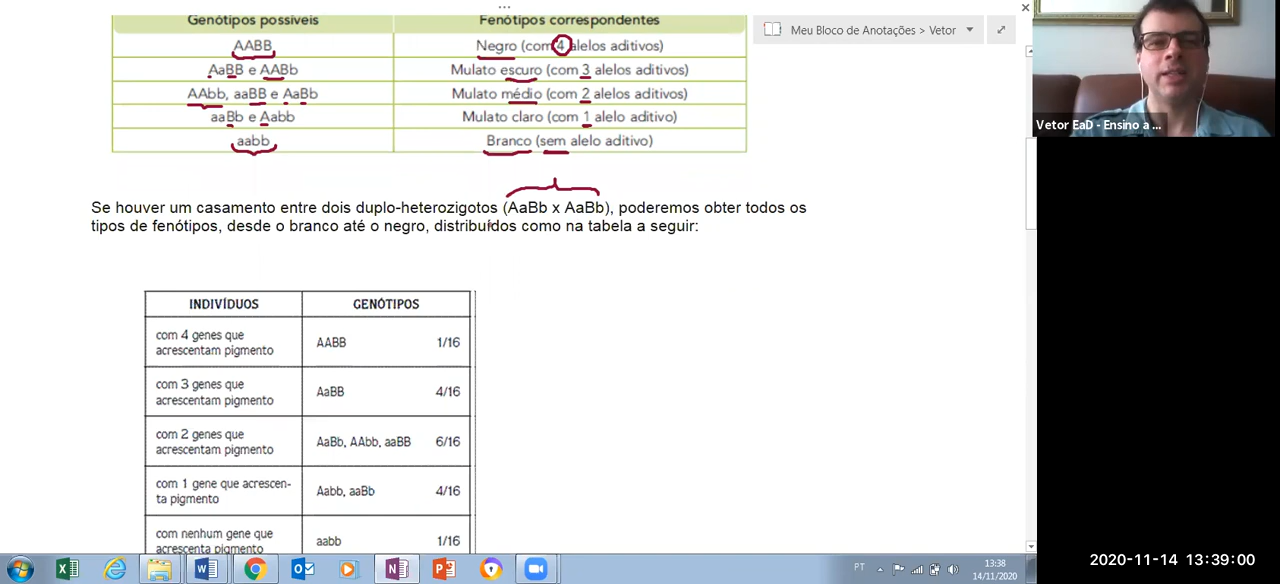 Genótipos possíveis Fenótipos correspondentes
AABB Negro (com 4 alelos aditivos)
AaBB e AABb Mulato escuro (com 3 alelos aditivos)
AAbb, aaBB e AaBb Mulato médio (com 2 alelos aditivos)
aaBb e Aabb Mulato claro (com 1 alelo aditivo)
aabb Branco (sem alelo aditivo)
Meu Bloco de Anotações > Vetor
Vetor EaD - Ensino a ...
Se houver um casamento entre dois duplo-heterozigotos (AaBb x AaBb), poderemos obter todos os
tipos de fenótipos, desde o branco até o negro, distribuídos como na tabela a seguir:
INDIVÍDUOS GENÓTIPOS
com 4 genes que
acrescentam pigmento
AABB 1/16
com 3 genes que
acrescentam pigmento
AaBB 4/16
com 2 genes que
acrescentam pigmento
AaBb, AAbb, aaBB 6/16
com 1 gene que acrescen-
ta pigmento
Aabb, aaBb 4/16
com nenhum gene que
acrescenta pigmento
aabb 1/16
PT
13:38
14/11/2020
2020-11-14 13:39:00